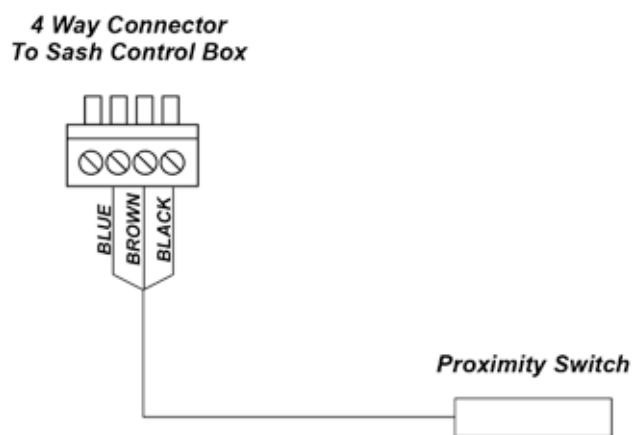 4 Way Connector
To Sash Control Box
BLUE
BROWN
BLACK
Proximity Switch